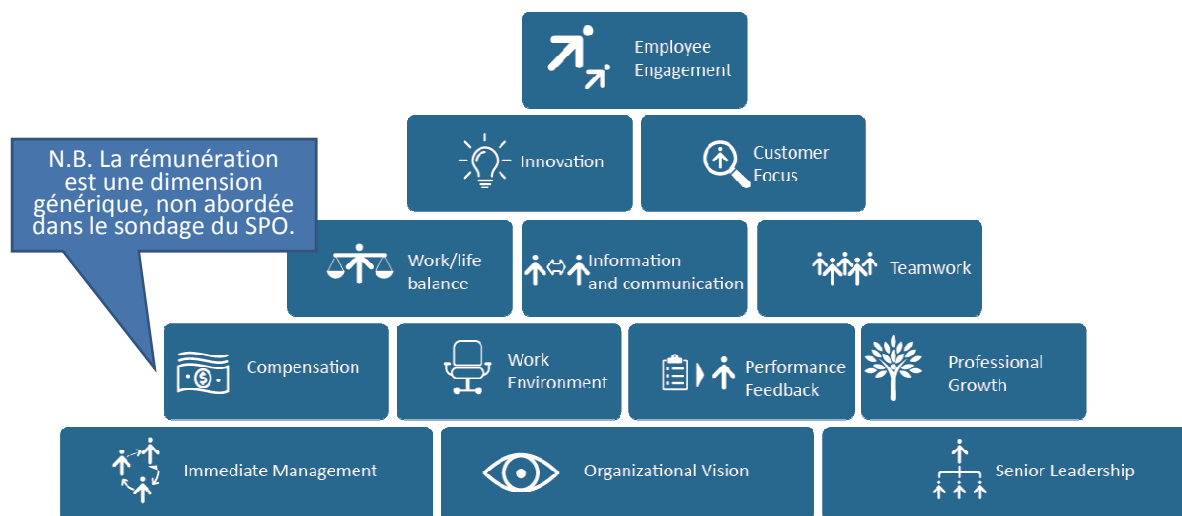 Employee
Engagement
Innovation
Customer
Focus
N.B. La rémunération
est une dimension
générique, non abordée
dans le sondage du SPO.
Work/life
balance
Information
and communication
Teamwork
Compensation
Work
Environment
Performance
Feedback
Professional
Growth
Immediate Management
Organizational Vision
Senior Leadership